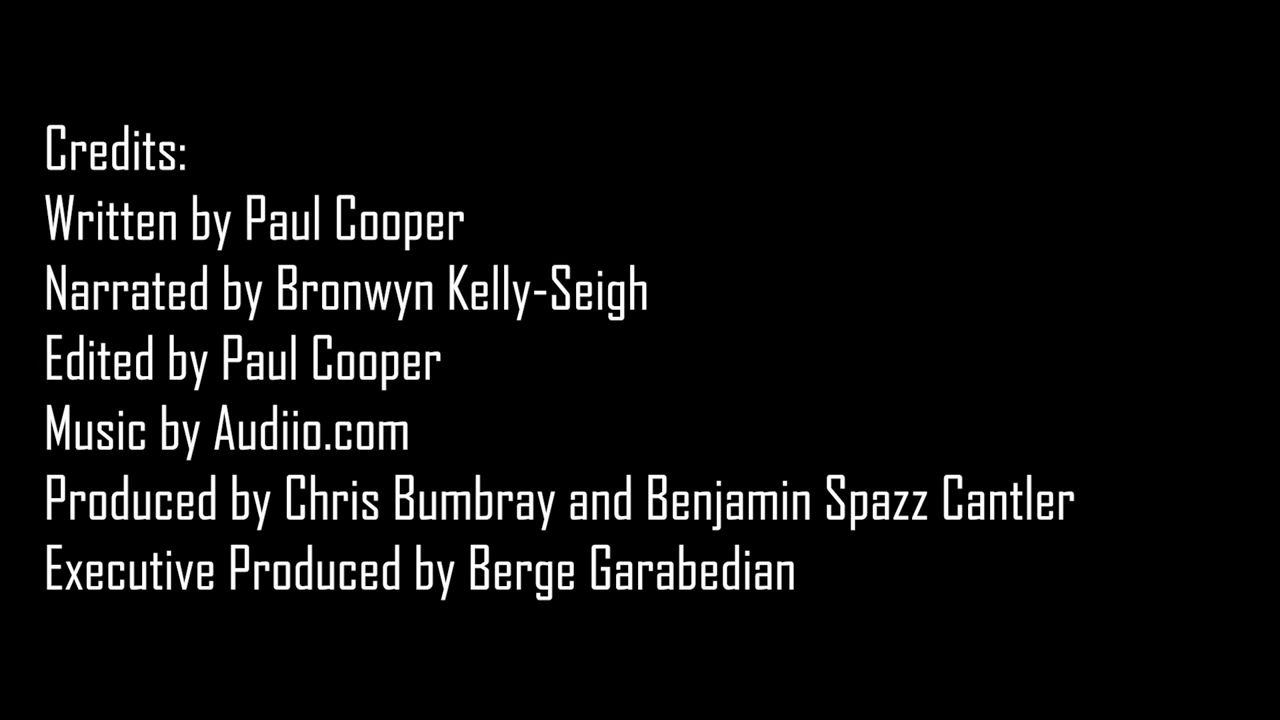 Credits:
Written by Paul Cooper
Narrated by Bronwyn Kelly-Seigh
Edited by Paul Cooper
Music by Audiio.com
Produced by Chris Bumbray and Benjamin Spazz Cantler
Executive Produced by Berge Garabedian